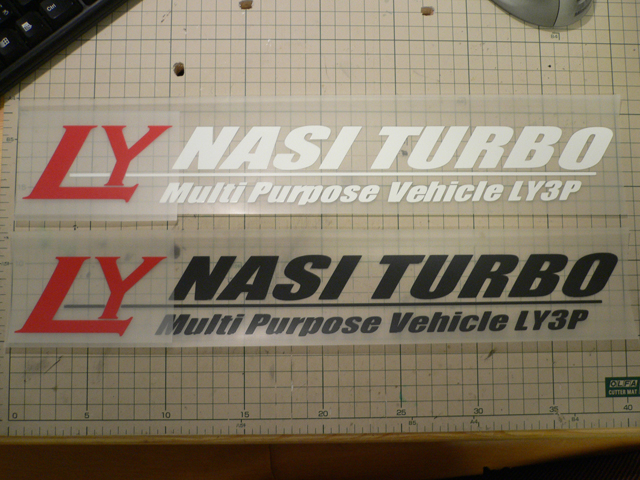 LY NASI TURBO
Multi Purpose Vehicle LY3P
LY NASI TURBO
Multi Purpose Vehicle LY3P
OLFA
CUTTER MAT
0 5 10 15 20 25 30 35 40